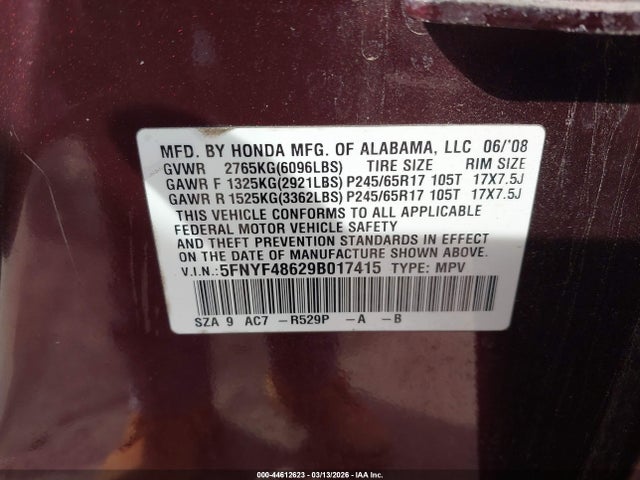 MFD. BY HONDA MFG. OF ALABAMA, LLC 06/'08
GVWR 2765KG(6096LBS) TIRE SIZE RIM SIZE
GAWR F 1325KG(2921LBS) P245/65R17 105T 17X7.5J
GAWR R 1525KG(3362LBS) P245/65R17 105T 17X7.5J
THIS VEHICLE CONFORMS TO ALL APPLICABLE
FEDERAL MOTOR VEHICLE SAFETY
AND THEFT PREVENTION STANDARDS IN EFFECT
ON THE DATE OF MANUFACTURE SHOWN ABOVE.
V.I.N.: 5FNYF48629B017415 TYPE: MPV
SZA 9 AC7 -R529P -A -B
000-44612623 - 03/13/2026 - IAA Inc.